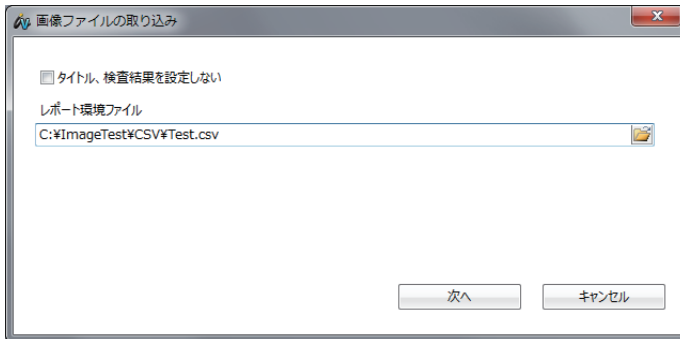 画像ファイルの取り込み
タイトル、検査結果を設定しない
レポート環境ファイル
C:¥ImageTest¥CSV¥Test.csv
次へ
キャンセル